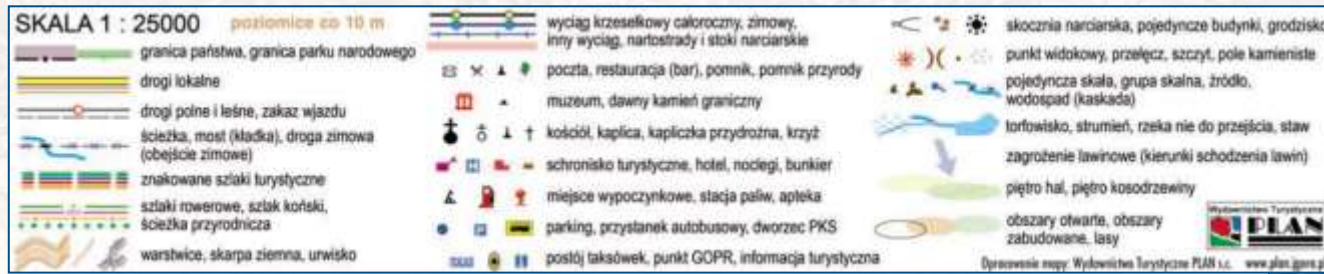 SKALA 1 : 25000
poziomice co 10 m
granica państwa, granica parku narodowego
drogi lokalne
drogi polne i leśne, zakaz wjazdu
ścieżka, most (kładka), droga zimowa
(obejście zimowe)
znakowane szlaki turystyczne
szlaki rowerowe, szlak koński,
ścieżka przyrodnicza
warstwice, skarpa ziemna, urwisko
wyciąg krzesełkowy całoroczny, zimowy,
inny wyciąg, nartostrady i stoki narciarskie
poczta, restauracja (bar), pomnik, pomnik przyrody
muzeum, dawny kamień graniczny
kościół, kaplica, kapliczka przydrożna, krzyż
schronisko turystyczne, hotel, noclegi, bunkier
miejsce wypoczynkowe, stacja paliw, apteka
parking, przystanek autobusowy, dworzec PKS
postój taksówek, punkt GOPR, informacja turystyczna
skocznia narciarska, pojedyncze budynki, grodzisko
punkt widokowy, przełęcz, szczyt, pole kamieniste
pojedyncza skała, grupa skalna, źródło,
wodospad (kaskada)
torfowisko, strumień, rzeka nie do przejścia, staw
zagrożenie lawinowe (kierunki schodzenia lawin)
piętro hal, piętro kosodrzewiny
obszary otwarte, obszary
zabudowane, lasy
Wydawnictwo Turystyczne
PLAN
Opracowanie mapy: Wydawnictwo Turystyczne PLAN s.c. www.plan.jgora.pl